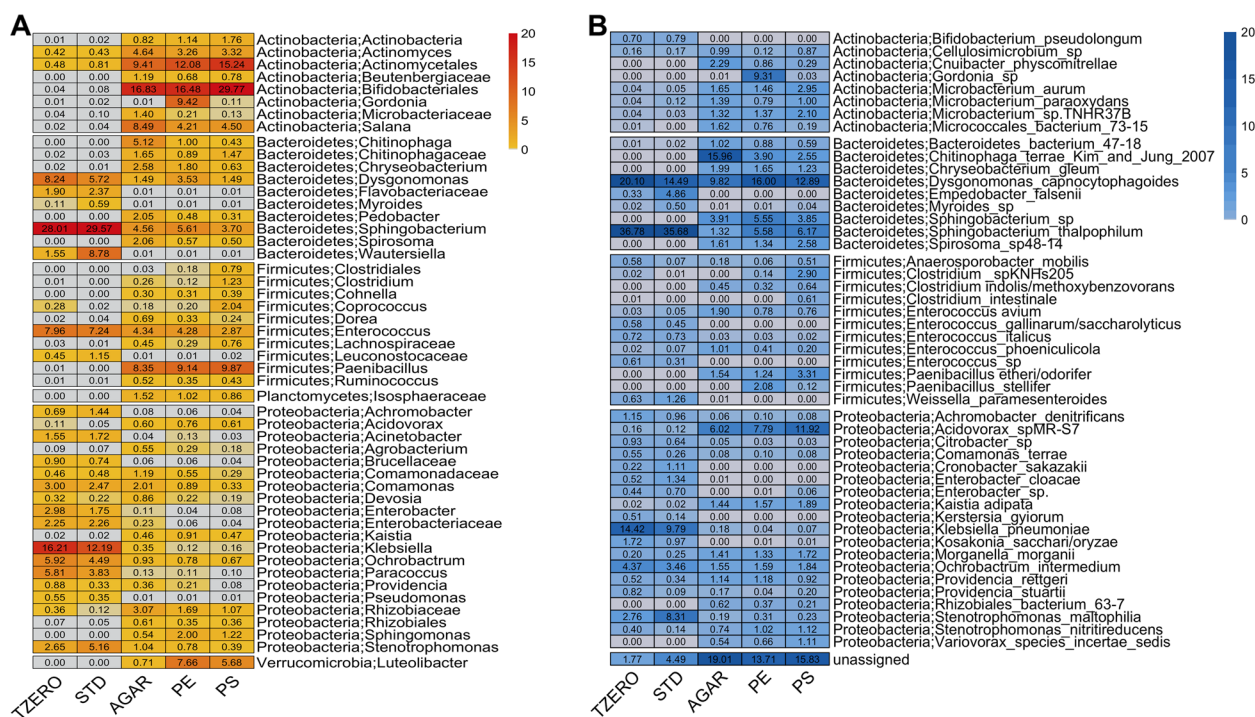 A
0.01 0.02 0.82 1.14 1.76 Actinobacteria;Actinobacteria
0.42 0.43 4.64 3.26 3.32 Actinobacteria;Actinomyces
0.48 0.81 9.41 12.08 15.24 Actinobacteria;Actinomycetales
0.00 0.00 1.19 0.68 0.78 Actinobacteria;Beutenbergiaceae
0.04 0.08 16.83 16.48 29.77 Actinobacteria;Bifidobacteriales
0.01 0.02 0.01 9.42 0.11 Actinobacteria;Gordonia
0.04 0.10 1.40 0.21 0.13 Actinobacteria;Microbacteriaceae
0.02 0.04 8.49 4.21 4.50 Actinobacteria;Salana
0.00 0.00 5.12 1.00 0.43 Bacteroidetes;Chitinophaga
0.02 0.03 1.65 0.89 1.47 Bacteroidetes;Chitinophagaceae
0.02 0.01 2.58 1.80 0.63 Bacteroidetes;Chryseobacterium
8.24 5.72 1.49 3.53 1.49 Bacteroidetes;Dysgonomonas
1.90 2.37 0.01 0.01 0.01 Bacteroidetes;Flavobacteriaceae
0.11 0.59 0.01 0.01 0.01 Bacteroidetes;Myroides
0.00 0.00 2.05 0.48 0.31 Bacteroidetes;Pedobacter
28.01 29.57 4.56 5.61 3.70 Bacteroidetes;Sphingobacterium
0.00 0.00 2.06 0.57 0.50 Bacteroidetes;Spirosoma
1.55 8.78 0.01 0.01 0.01 Bacteroidetes;Wautersiella
0.00 0.00 0.03 0.18 0.79 Firmicutes;Clostridiales
0.01 0.01 0.26 0.12 1.23 Firmicutes;Clostridium
0.00 0.00 0.30 0.31 0.39 Firmicutes;Cohnella
0.28 0.02 0.18 0.20 2.04 Firmicutes;Coprococcus
0.02 0.04 0.69 0.33 0.24 Firmicutes;Dorea
7.96 7.24 4.34 4.28 2.87 Firmicutes;Enterococcus
0.03 0.01 0.45 0.29 0.76 Firmicutes;Lachnospiraceae
0.45 1.15 0.01 0.01 0.02 Firmicutes;Leuconostocaceae
0.01 0.00 8.35 9.14 9.87 Firmicutes;Paenibacillus
0.01 0.01 0.52 0.35 0.43 Firmicutes;Ruminococcus
0.00 0.00 1.52 1.02 0.86 Planctomycetes;Isosphaeraceae
0.69 1.44 0.08 0.06 0.04 Proteobacteria;Achromobacter
0.11 0.05 0.60 0.76 0.61 Proteobacteria;Acidovorax
1.55 1.72 0.04 0.13 0.03 Proteobacteria;Acinetobacter
0.09 0.07 0.55 0.29 0.18 Proteobacteria;Agrobacterium
0.90 0.74 0.06 0.06 0.04 Proteobacteria;Brucellaceae
0.46 0.48 1.19 0.55 0.29 Proteobacteria;Comamonadaceae
3.00 2.47 2.01 0.89 0.33 Proteobacteria;Comamonas
0.32 0.22 0.86 0.22 0.19 Proteobacteria;Devosia
2.98 1.75 0.11 0.04 0.08 Proteobacteria;Enterobacter
2.25 2.26 0.23 0.06 0.04 Proteobacteria;Enterobacteriaceae
0.02 0.02 0.46 0.91 0.47 Proteobacteria;Kaistia
16.21 12.19 0.35 0.12 0.16 Proteobacteria;Klebsiella
5.92 4.49 0.93 0.78 0.67 Proteobacteria;Ochrobactrum
5.81 3.83 0.13 0.11 0.10 Proteobacteria;Paracoccus
0.88 0.33 0.36 0.21 0.08 Proteobacteria;Providencia
0.55 0.35 0.01 0.01 0.01 Proteobacteria;Pseudomonas
0.36 0.12 3.07 1.69 1.07 Proteobacteria;Rhizobiaceae
0.07 0.05 0.61 0.35 0.36 Proteobacteria;Rhizobiales
0.00 0.00 0.54 2.00 1.22 Proteobacteria;Sphingomonas
2.65 5.16 1.04 0.78 0.39 Proteobacteria;Stenotrophomonas
0.00 0.00 0.71 7.66 5.68 Verrucomicrobia;Luteolibacter
TZERO STD AGAR PE PS
20
15
10
5
0
B
0.70 0.79 0.00 0.00 0.00 Actinobacteria;Bifidobacterium_pseudolongum
0.16 0.17 0.99 0.12 0.87 Actinobacteria;Cellulosimicrobium_sp
0.00 0.00 2.29 0.86 0.29 Actinobacteria;Cnuibacter_physcomitrellae
0.00 0.00 0.01 9.31 0.03 Actinobacteria;Gordonia_sp
0.04 0.05 1.65 1.46 2.95 Actinobacteria;Microbacterium_aurum
0.04 0.12 1.39 0.79 1.00 Actinobacteria;Microbacterium_paraoxydans
0.04 0.03 1.32 1.37 2.10 Actinobacteria;Microbacterium_sp.TNHR37B
0.01 0.00 1.62 0.76 0.19 Actinobacteria;Micrococcales_bacterium_73-15
0.01 0.02 1.02 0.88 0.59 Bacteroidetes;Bacteroidetes_bacterium_47-18
0.00 0.00 15.96 3.90 2.55 Bacteroidetes;Chitinophaga_terrae_Kim_and_Jung_2007
0.00 0.00 1.99 1.65 1.23 Bacteroidetes;Chryseobacterium_gleum
20.10 14.49 9.82 16.00 12.89 Bacteroidetes;Dysgonomonas_capnocytophagoides
0.33 4.86 0.00 0.00 0.00 Bacteroidetes;Empedobacter_falsenii
0.02 0.50 0.01 0.01 0.04 Bacteroidetes;Myroides_sp
0.00 0.00 3.91 5.55 3.85 Bacteroidetes;Sphingobacterium_sp
36.78 35.68 1.32 5.58 6.17 Bacteroidetes;Sphingobacterium_thalpophilum
0.00 0.00 1.61 1.34 2.58 Bacteroidetes;Spirosoma_sp48-14
0.58 0.07 0.18 0.06 0.51 Firmicutes;Anaerosporobacter_mobilis
0.02 0.01 0.00 0.14 2.90 Firmicutes;Clostridium_spKNHs205
0.00 0.00 0.45 0.32 0.64 Firmicutes;Clostridium indolis/methoxybenzovorans
0.00 0.00 0.00 0.00 0.61 Firmicutes;Clostridium_intestinale
0.03 0.05 1.90 0.78 0.76 Firmicutes;Enterococcus avium
0.58 0.45 0.00 0.00 0.00 Firmicutes;Enterococcus_gallinarum/saccharolyticus
0.72 0.73 0.03 0.03 0.02 Firmicutes;Enterococcus_italicus
0.02 0.07 1.01 0.41 0.20 Firmicutes;Enterococcus_phoeniculicola
0.61 0.31 0.00 0.00 0.00 Firmicutes;Enterococcus_sp
0.00 0.00 1.54 1.24 3.31 Firmicutes;Paenibacillus etheri/odorifer
0.00 0.00 0.00 2.08 0.12 Firmicutes;Paenibacillus_stellifer
0.63 1.26 0.01 0.00 0.00 Firmicutes;Weissella_paramesenteroides
1.15 0.96 0.06 0.10 0.08 Proteobacteria;Achromobacter_denitrificans
0.16 0.12 6.02 7.79 11.92 Proteobacteria;Acidovorax_spMR-S7
0.93 0.64 0.05 0.03 0.03 Proteobacteria;Citrobacter_sp
0.55 0.26 0.08 0.10 0.08 Proteobacteria;Comamonas_terrae
0.22 1.11 0.00 0.00 0.00 Proteobacteria;Cronobacter_sakazakii
0.52 1.34 0.01 0.00 0.00 Proteobacteria;Enterobacter_cloacae
0.44 0.70 0.00 0.01 0.06 Proteobacteria;Enterobacter_sp.
0.02 0.02 1.44 1.57 1.89 Proteobacteria;Kaistia adipata
0.51 0.14 0.00 0.00 0.00 Proteobacteria;Kerstersia_gyiorum
14.42 9.79 0.18 0.04 0.07 Proteobacteria;Klebsiella_pneumoniae
1.72 0.97 0.00 0.01 0.01 Proteobacteria;Kosakonia_sacchari/oryzae
0.20 0.25 1.41 1.33 1.72 Proteobacteria;Morganella_morganii
4.37 3.46 1.55 1.59 1.84 Proteobacteria;Ochrobactrum_intermedium
0.52 0.34 1.14 1.18 0.92 Proteobacteria;Providencia_rettgeri
0.82 0.09 0.17 0.04 0.20 Proteobacteria;Providencia_stuartii
0.00 0.00 0.62 0.37 0.21 Proteobacteria;Rhizobiales_bacterium_63-7
2.76 8.31 0.19 0.31 0.23 Proteobacteria;Stenotrophomonas_maltophilia
0.40 0.14 0.74 1.02 1.12 Proteobacteria;Stenotrophomonas_nitritireducens
0.00 0.00 0.54 0.66 1.11 Proteobacteria;Variovorax_species_incertae_sedis
1.77 4.49 19.01 13.71 15.83 unassigned
TZERO STD AGAR PE PS
20
15
10
5
0